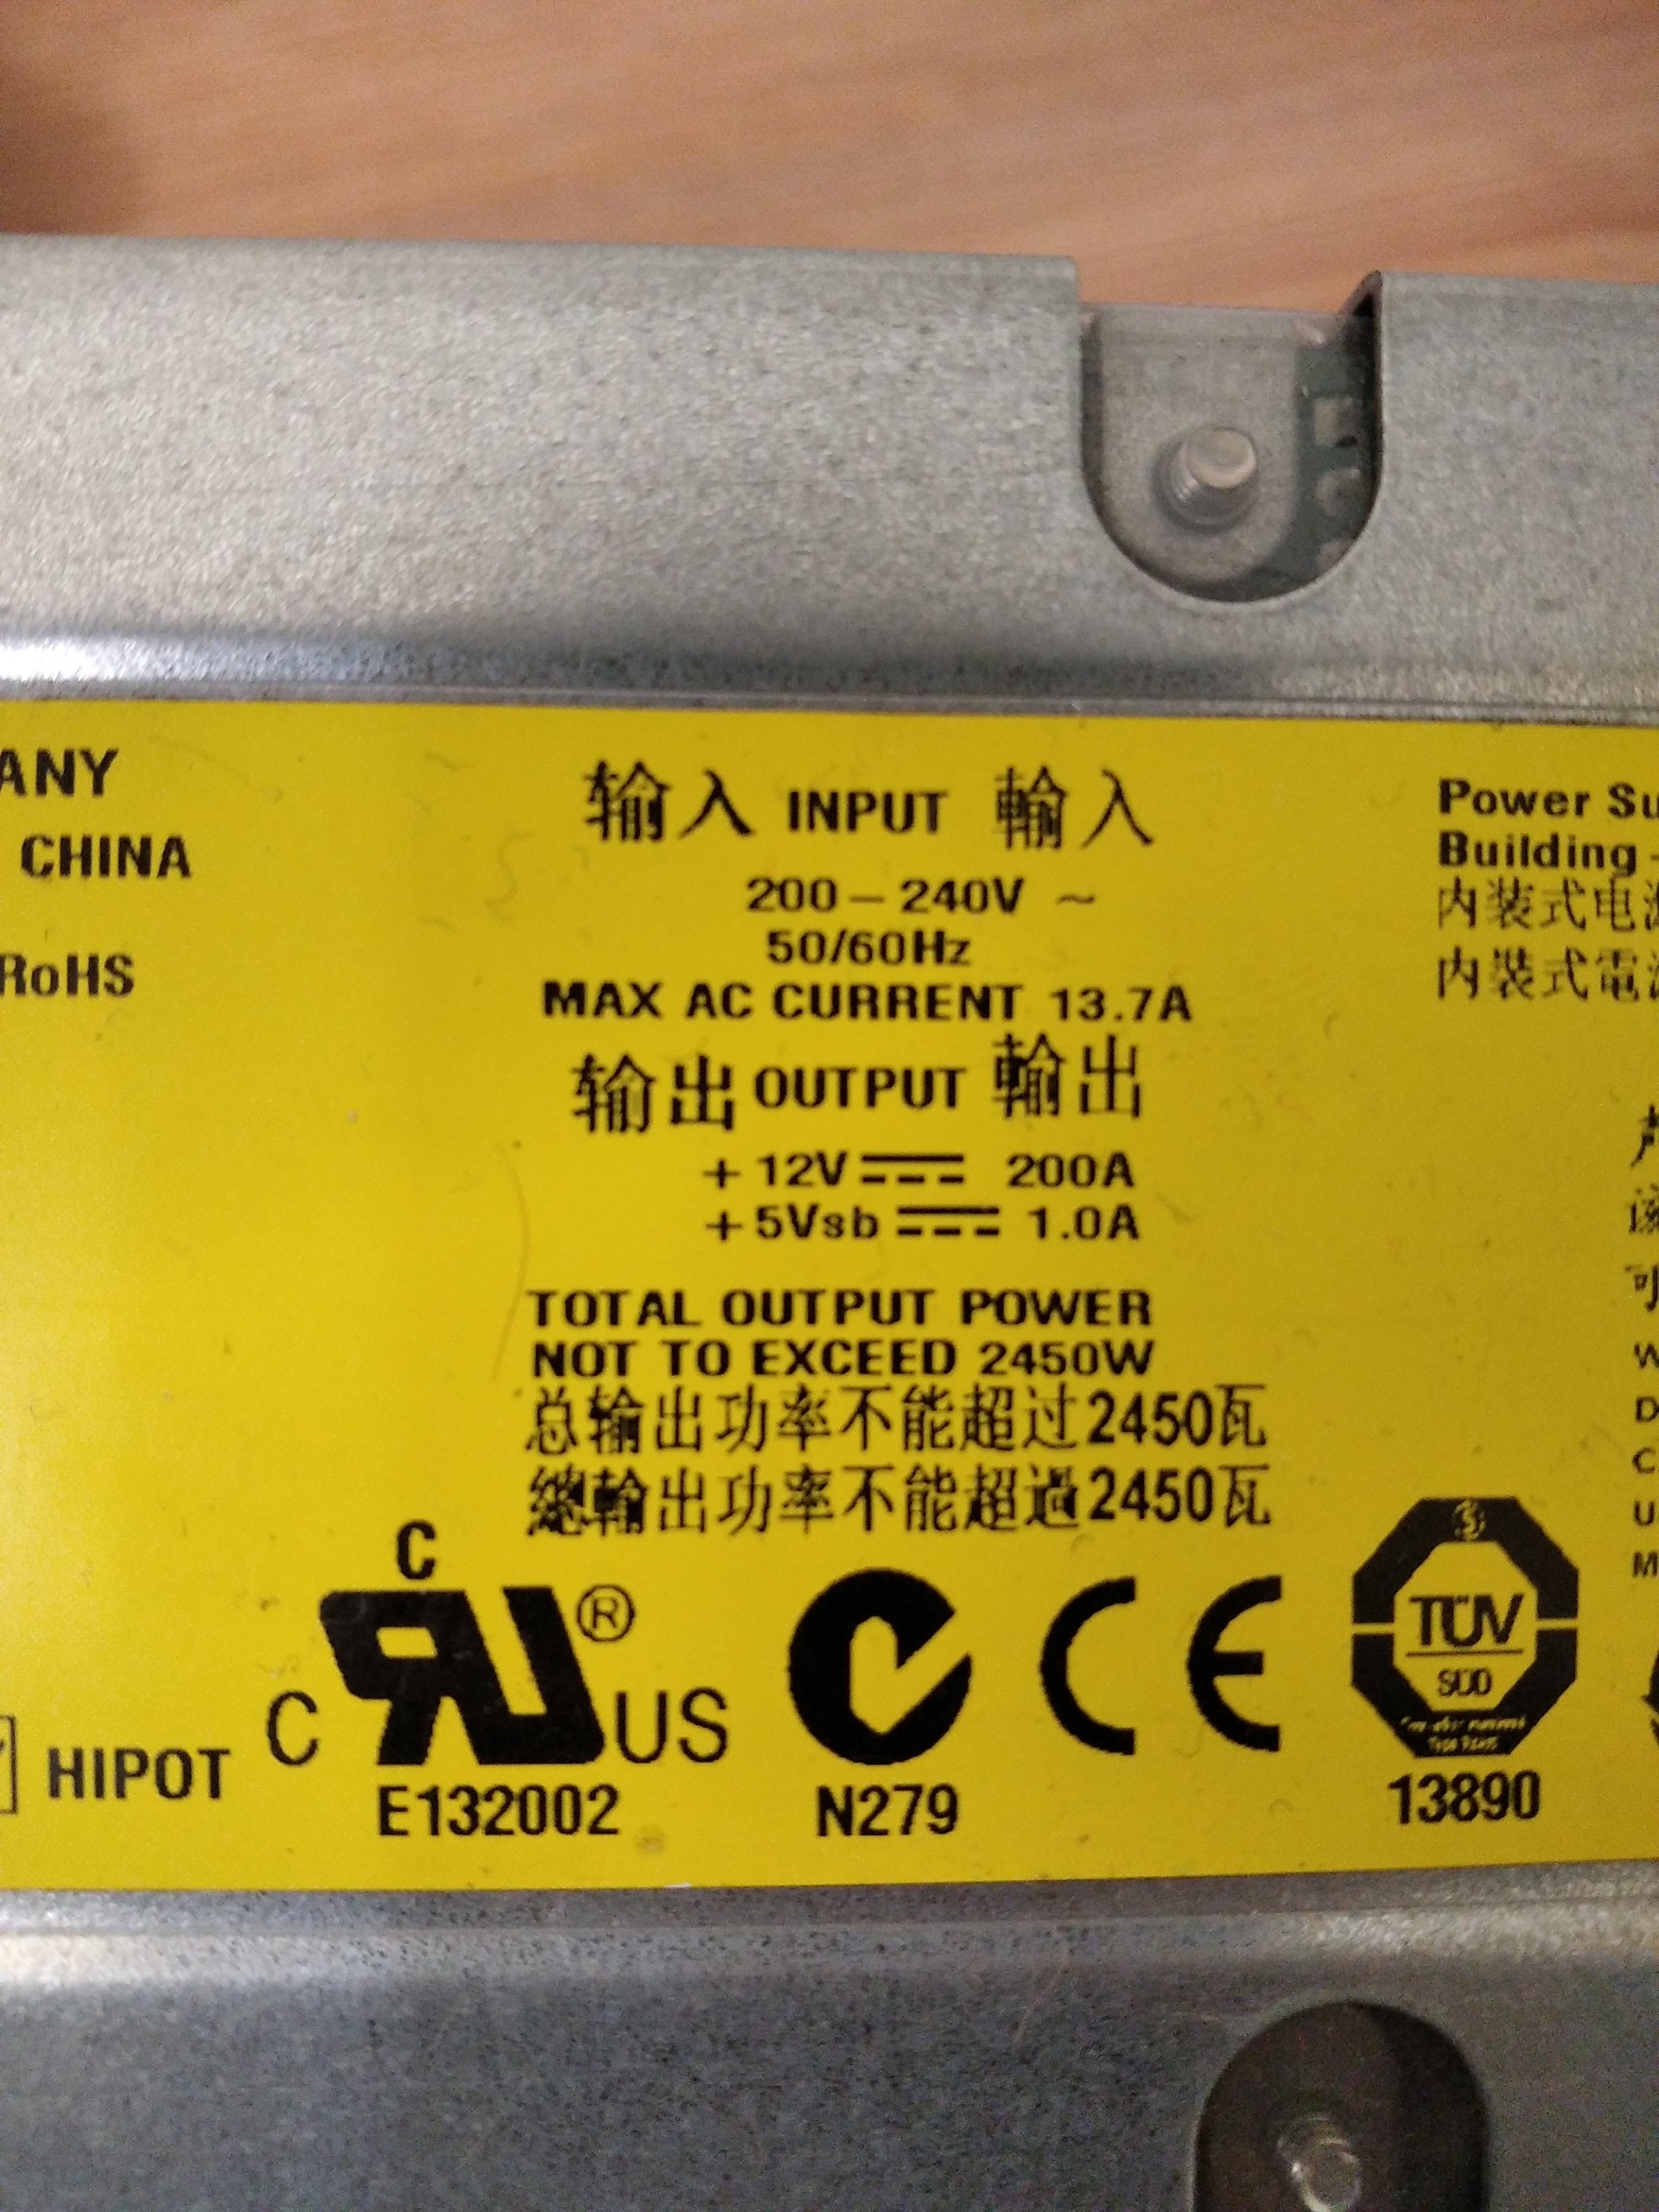 ANY
CHINA
RoHS
输入 INPUT 輸入
200 – 240V ~
50/60Hz
MAX AC CURRENT 13.7A
输出 OUTPUT 輸出
+ 12V 200A
+ 5Vsb 1.0A
TOTAL OUTPUT POWER
NOT TO EXCEED 2450W
总输出功率不能超过2450瓦
總輸出功率不能超過2450瓦
Power Su
Building -
内装式电源
内裝式電源
C
C RU® US
E132002
HIPOT
N279
CE
TÜV
SÜD
13890